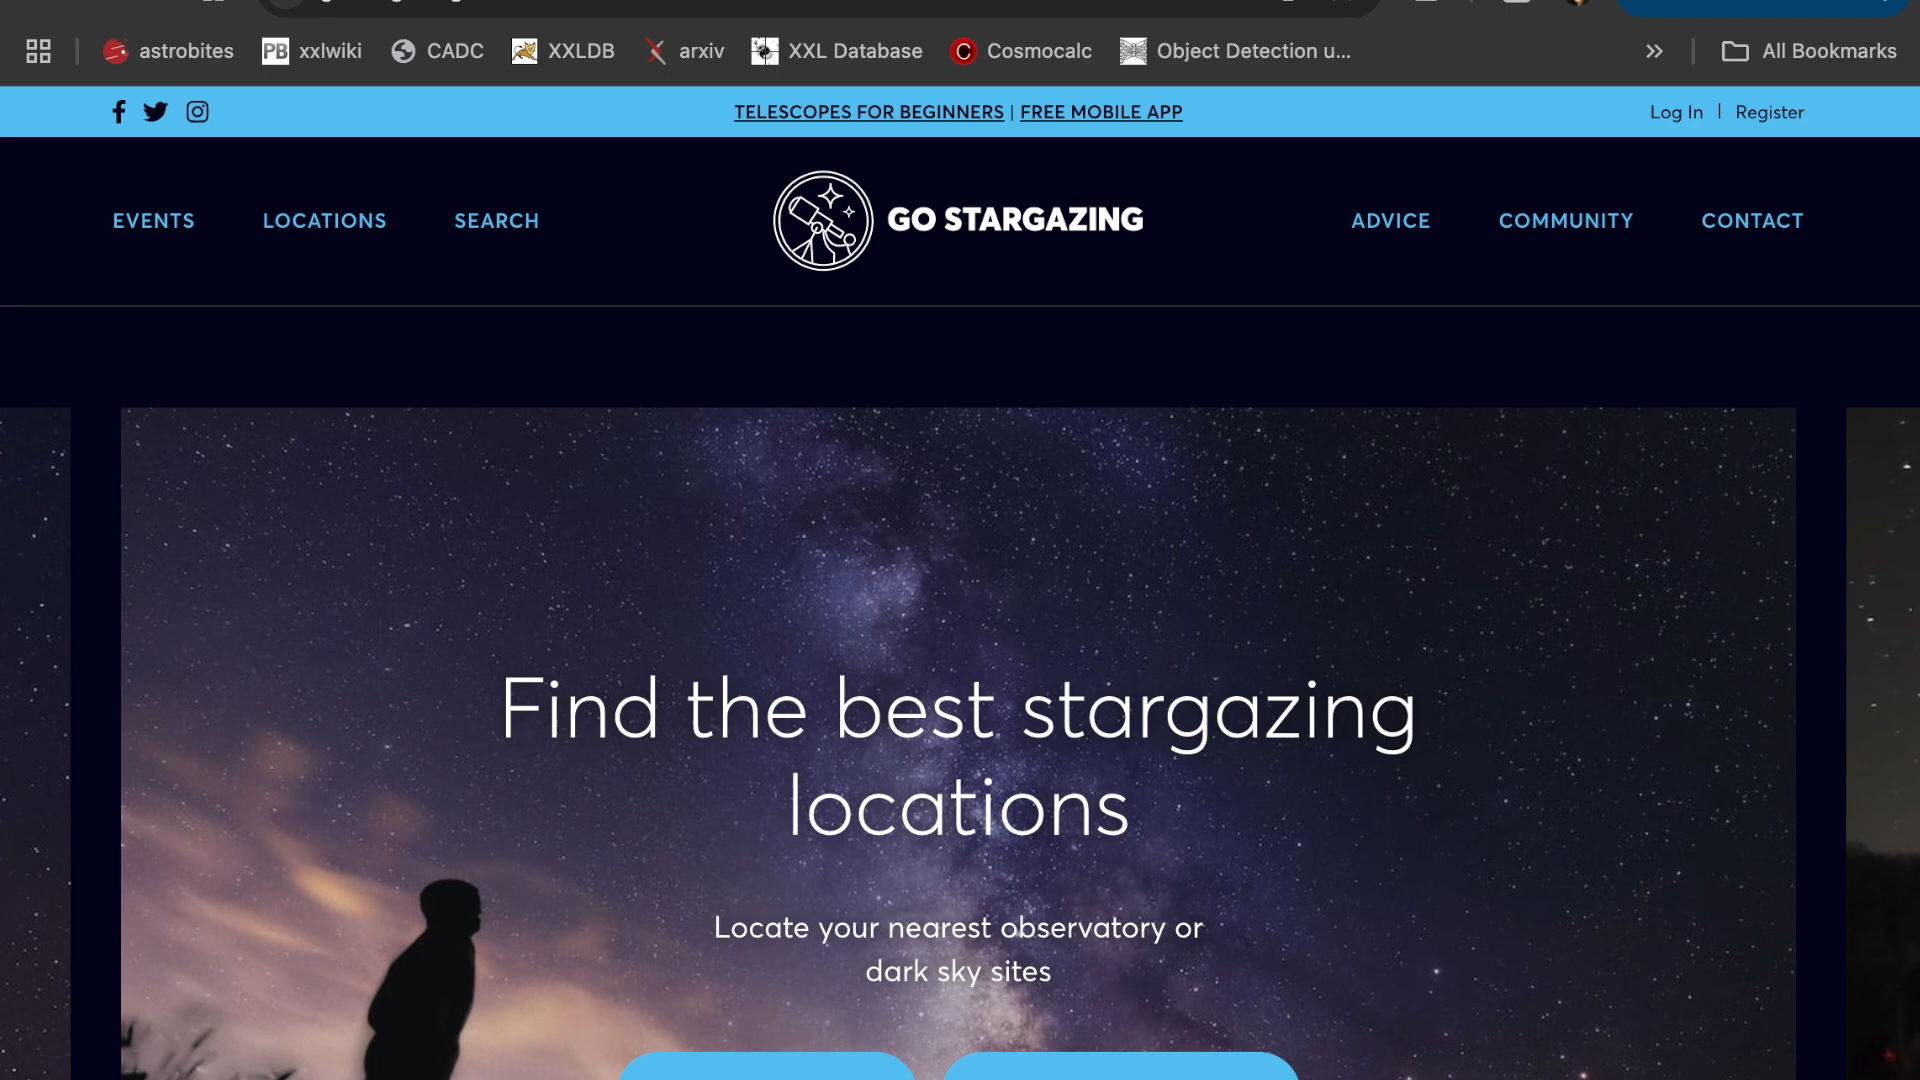 astrobites PB xxlwiki CADC XXLDB arxiv XXL Database C Cosmocalc Object Detection u... All Bookmarks
TELESCOPES FOR BEGINNERS | FREE MOBILE APP
Log In | Register
EVENTS LOCATIONS SEARCH GO STARGAZING ADVICE COMMUNITY CONTACT
Find the best stargazing
locations
Locate your nearest observatory or
dark sky sites